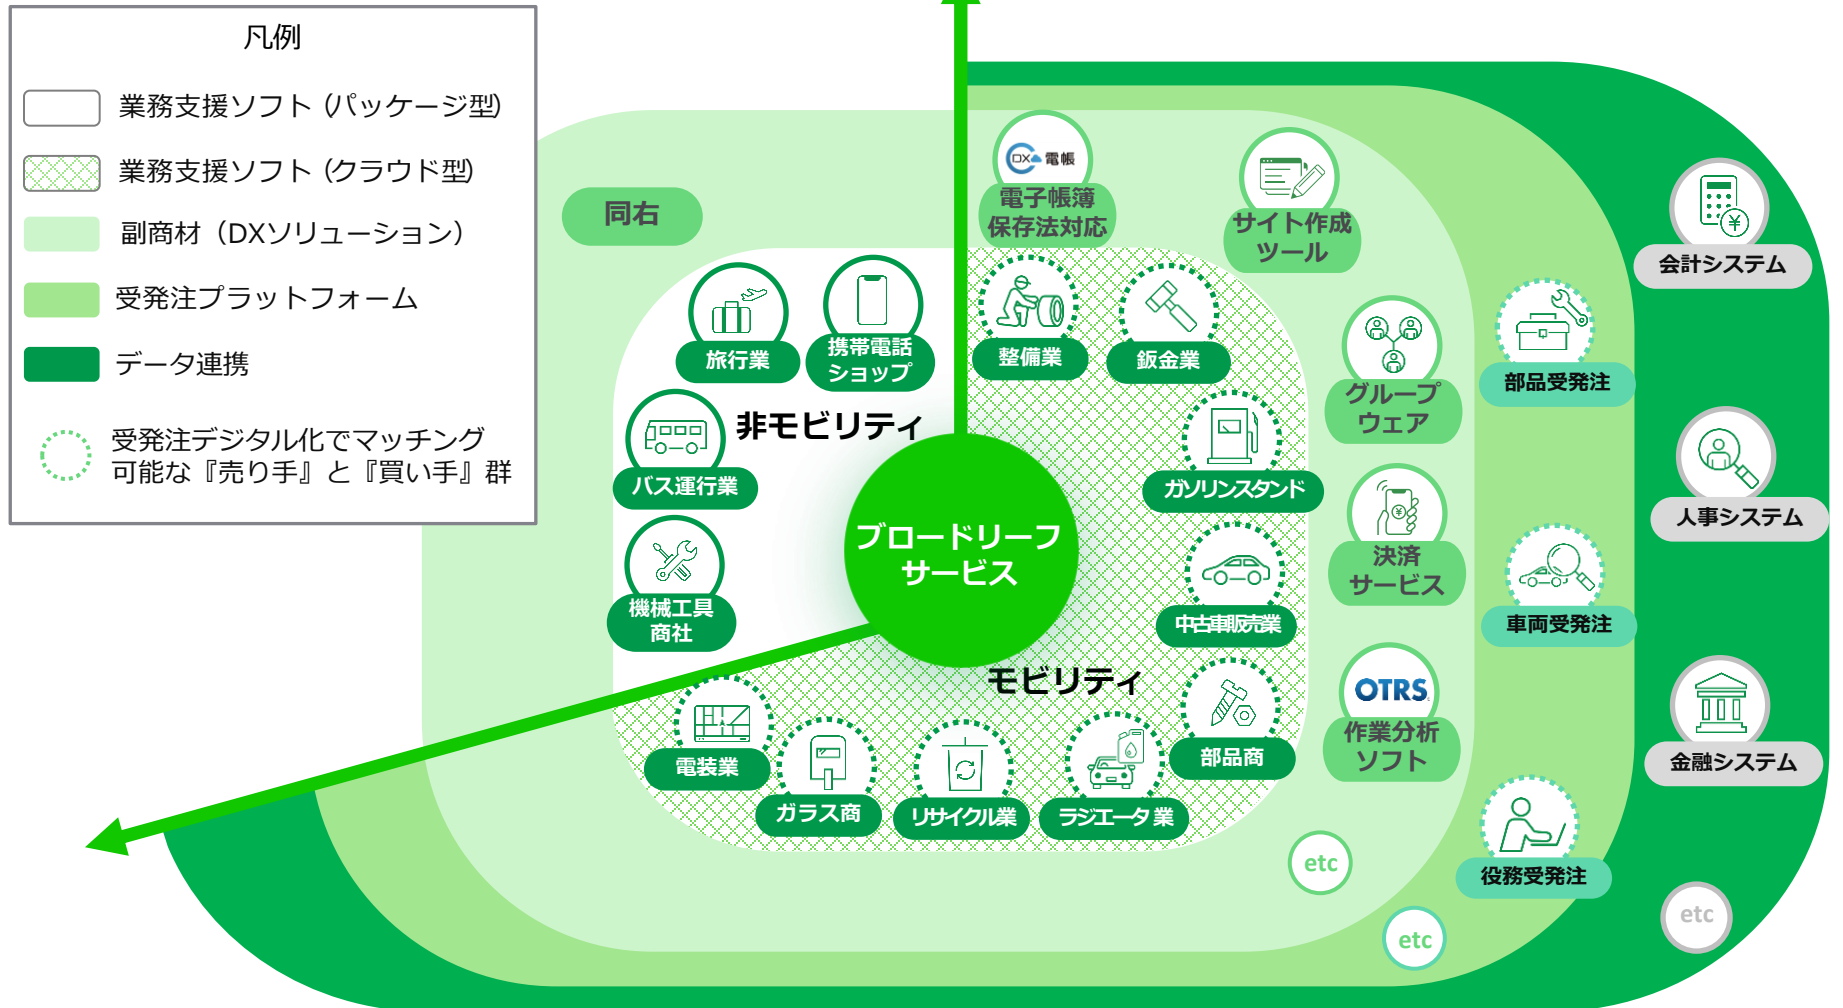 凡例
業務支援ソフト（パッケージ型）
業務支援ソフト（クラウド型）
副商材（DXソリューション）
受発注プラットフォーム
データ連携
受発注デジタル化でマッチング
可能な『売り手』と『買い手』群
同右
DX 電帳
電子帳簿
保存法対応
サイト作成
ツール
会計システム
旅行業
携帯電話
ショップ
整備業
鈑金業
グループ
ウェア
部品受発注
非モビリティ
バス運行業
ガソリンスタンド
人事システム
ブロードリーフ
サービス
決済
サービス
機械工具
商社
中古車販売業
車両受発注
モビリティ
OTRS
作業分析
ソフト
電装業
部品商
金融システム
ガラス商
リサイクル業
ラジエータ業
役務受発注
etc
etc
etc